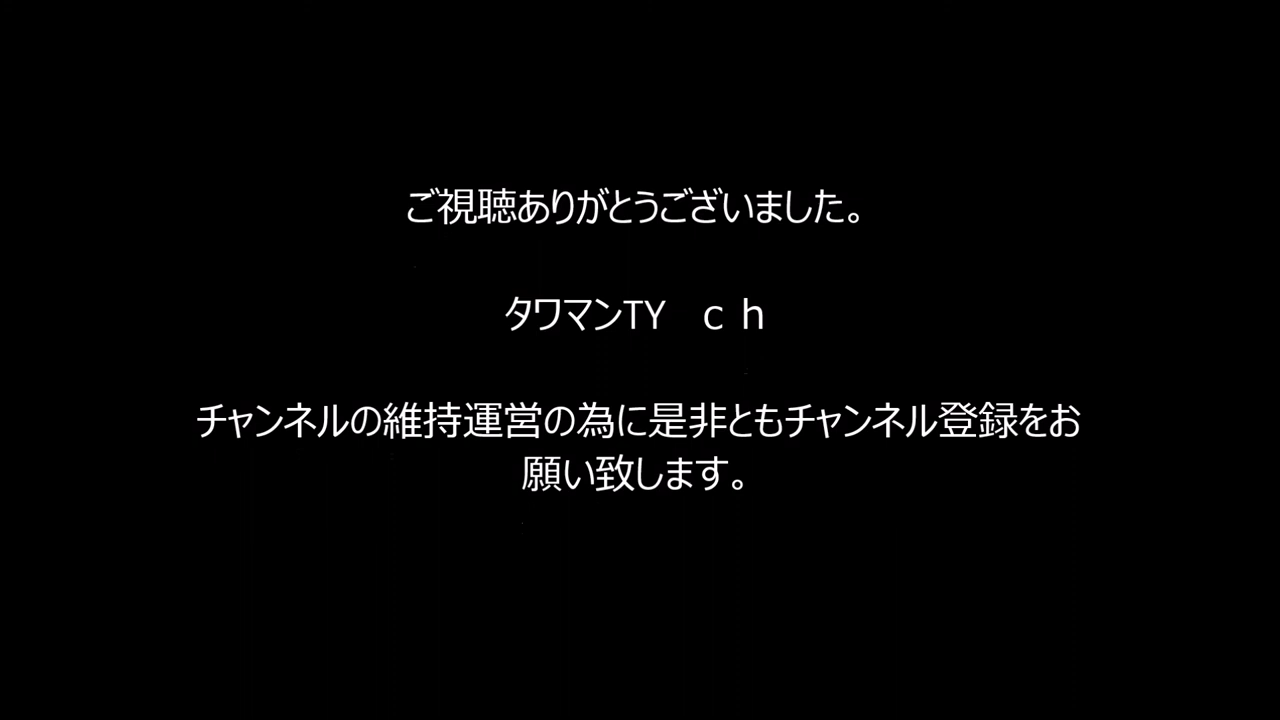 ご視聴ありがとうございました。
タワマンTY　ｃｈ
チャンネルの維持運営の為に是非ともチャンネル登録をお
願い致します。